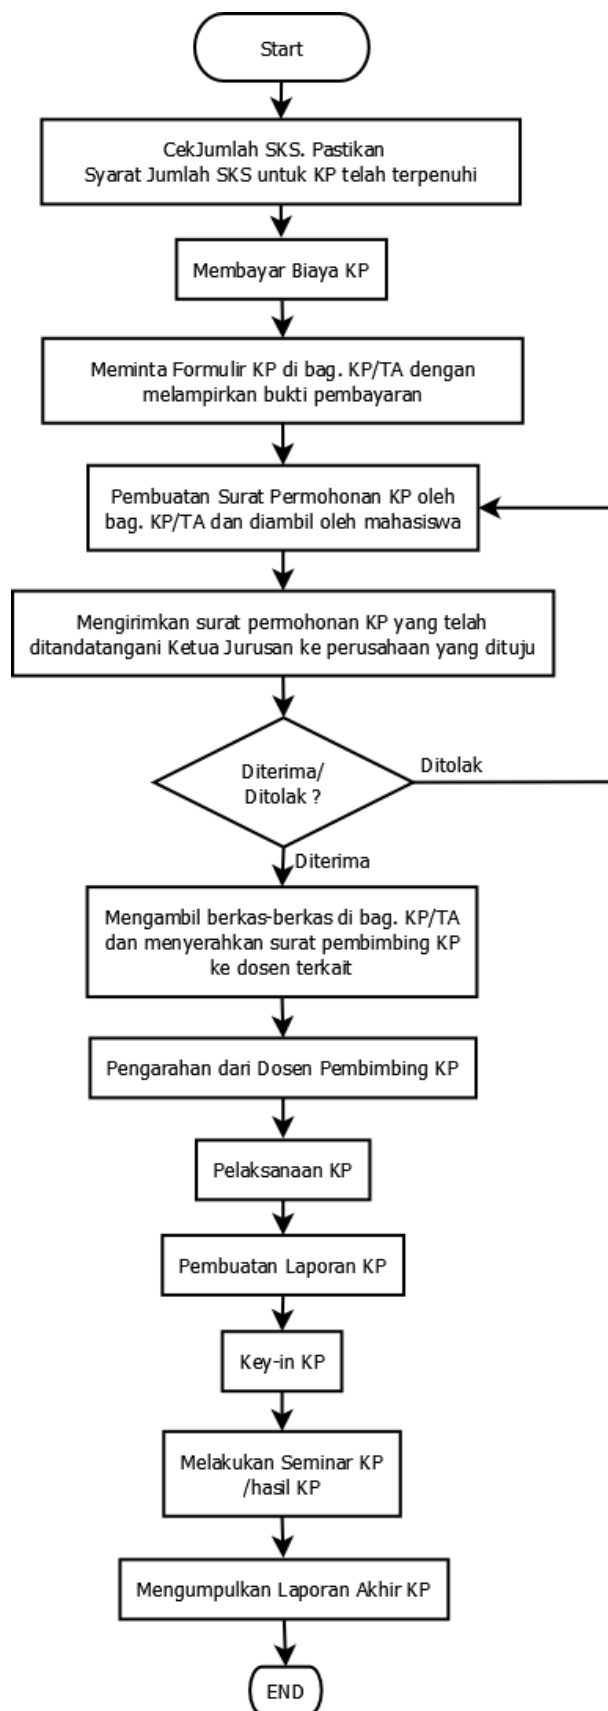 Start
CekJumlah SKS. Pastikan
Syarat Jumlah SKS untuk KP telah terpenuhi
Membayar Biaya KP
Meminta Formulir KP di bag. KP/TA dengan
melampirkan bukti pembayaran
Pembuatan Surat Permohonan KP oleh
bag. KP/TA dan diambil oleh mahasiswa
Mengirimkan surat permohonan KP yang telah
ditandatangani Ketua Jurusan ke perusahaan yang dituju
Diterima/
Ditolak ?
Ditolak
Diterima
Mengambil berkas-berkas di bag. KP/TA
dan menyerahkan surat pembimbing KP
ke dosen terkait
Pengarahan dari Dosen Pembimbing KP
Pelaksanaan KP
Pembuatan Laporan KP
Key-in KP
Melakukan Seminar KP
/hasil KP
Mengumpulkan Laporan Akhir KP
END